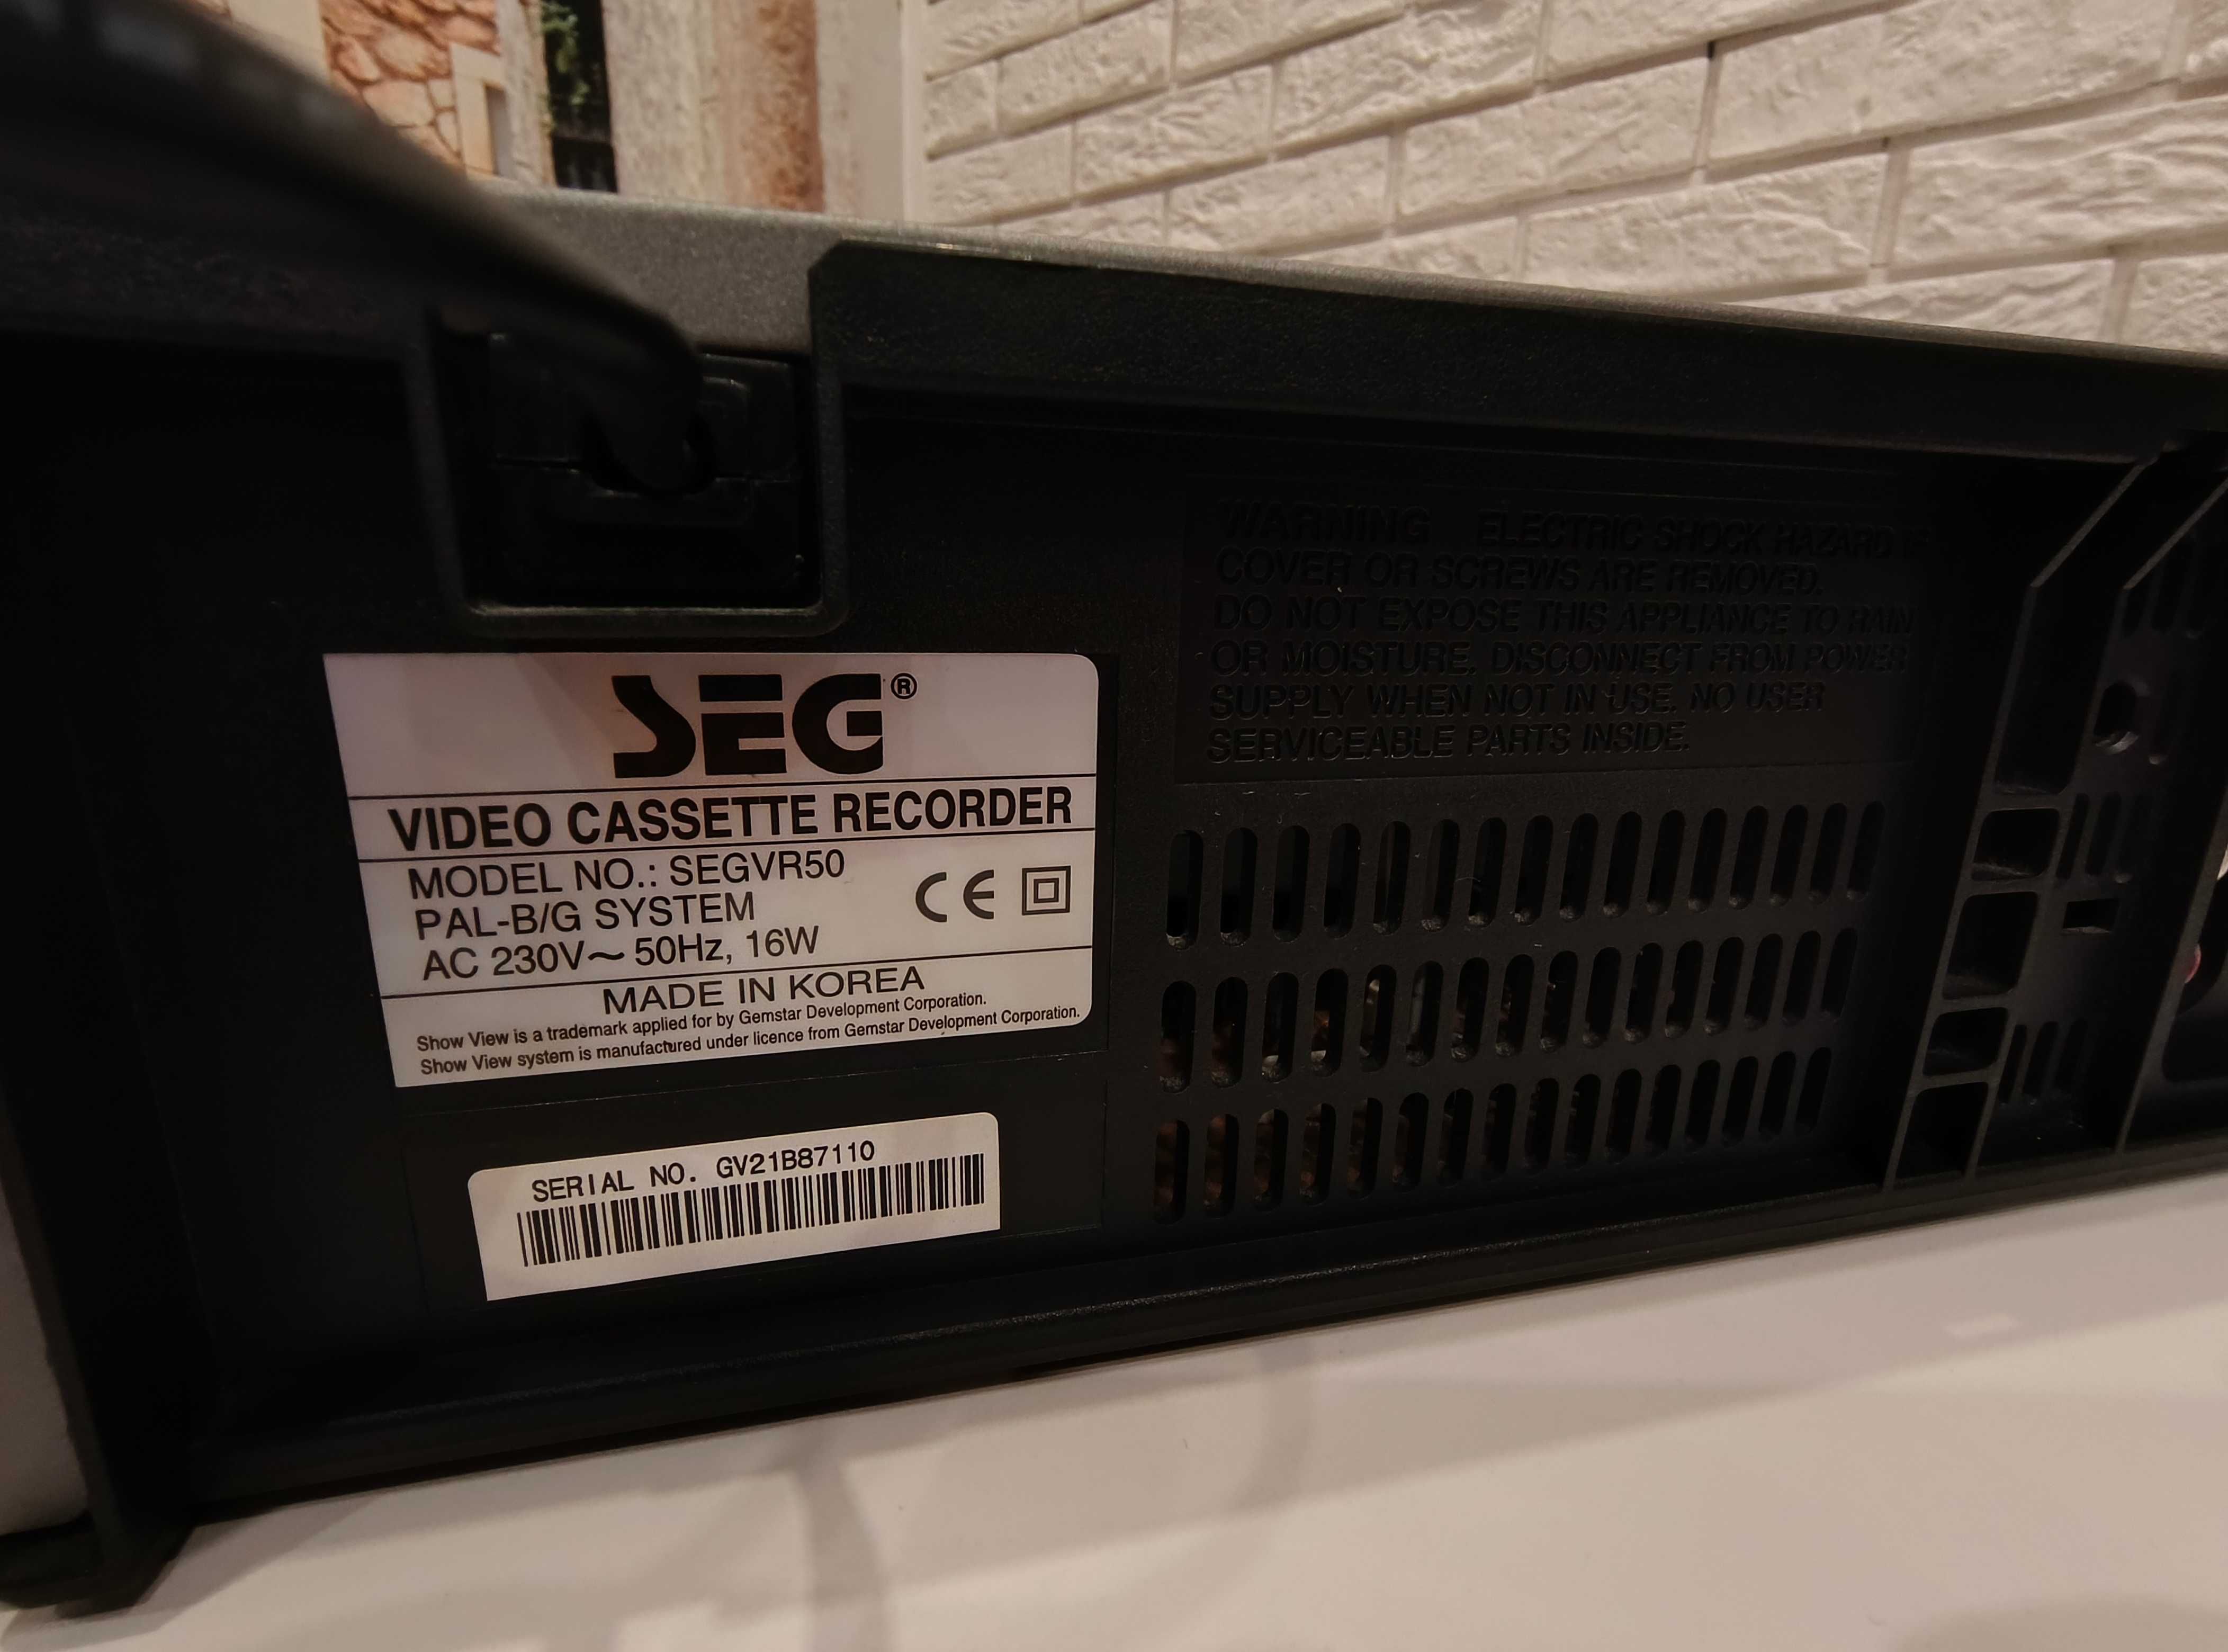 SEG®
VIDEO CASSETTE RECORDER
MODEL NO.: SEGVR50
PAL-B/G SYSTEM
AC 230V~ 50Hz, 16W
CE
MADE IN KOREA
Show View is a trademark applied for by Gemstar Development Corporation.
Show View system is manufactured under licence from Gemstar Development Corporation.
SERIAL NO. GV21B87110
WARNING ELECTRIC SHOCK HAZARD IF
COVER OR SCREWS ARE REMOVED.
DO NOT EXPOSE THIS APPLIANCE TO RAIN
OR MOISTURE. DISCONNECT FROM POWER
SUPPLY WHEN NOT IN USE. NO USER
SERVICEABLE PARTS INSIDE.